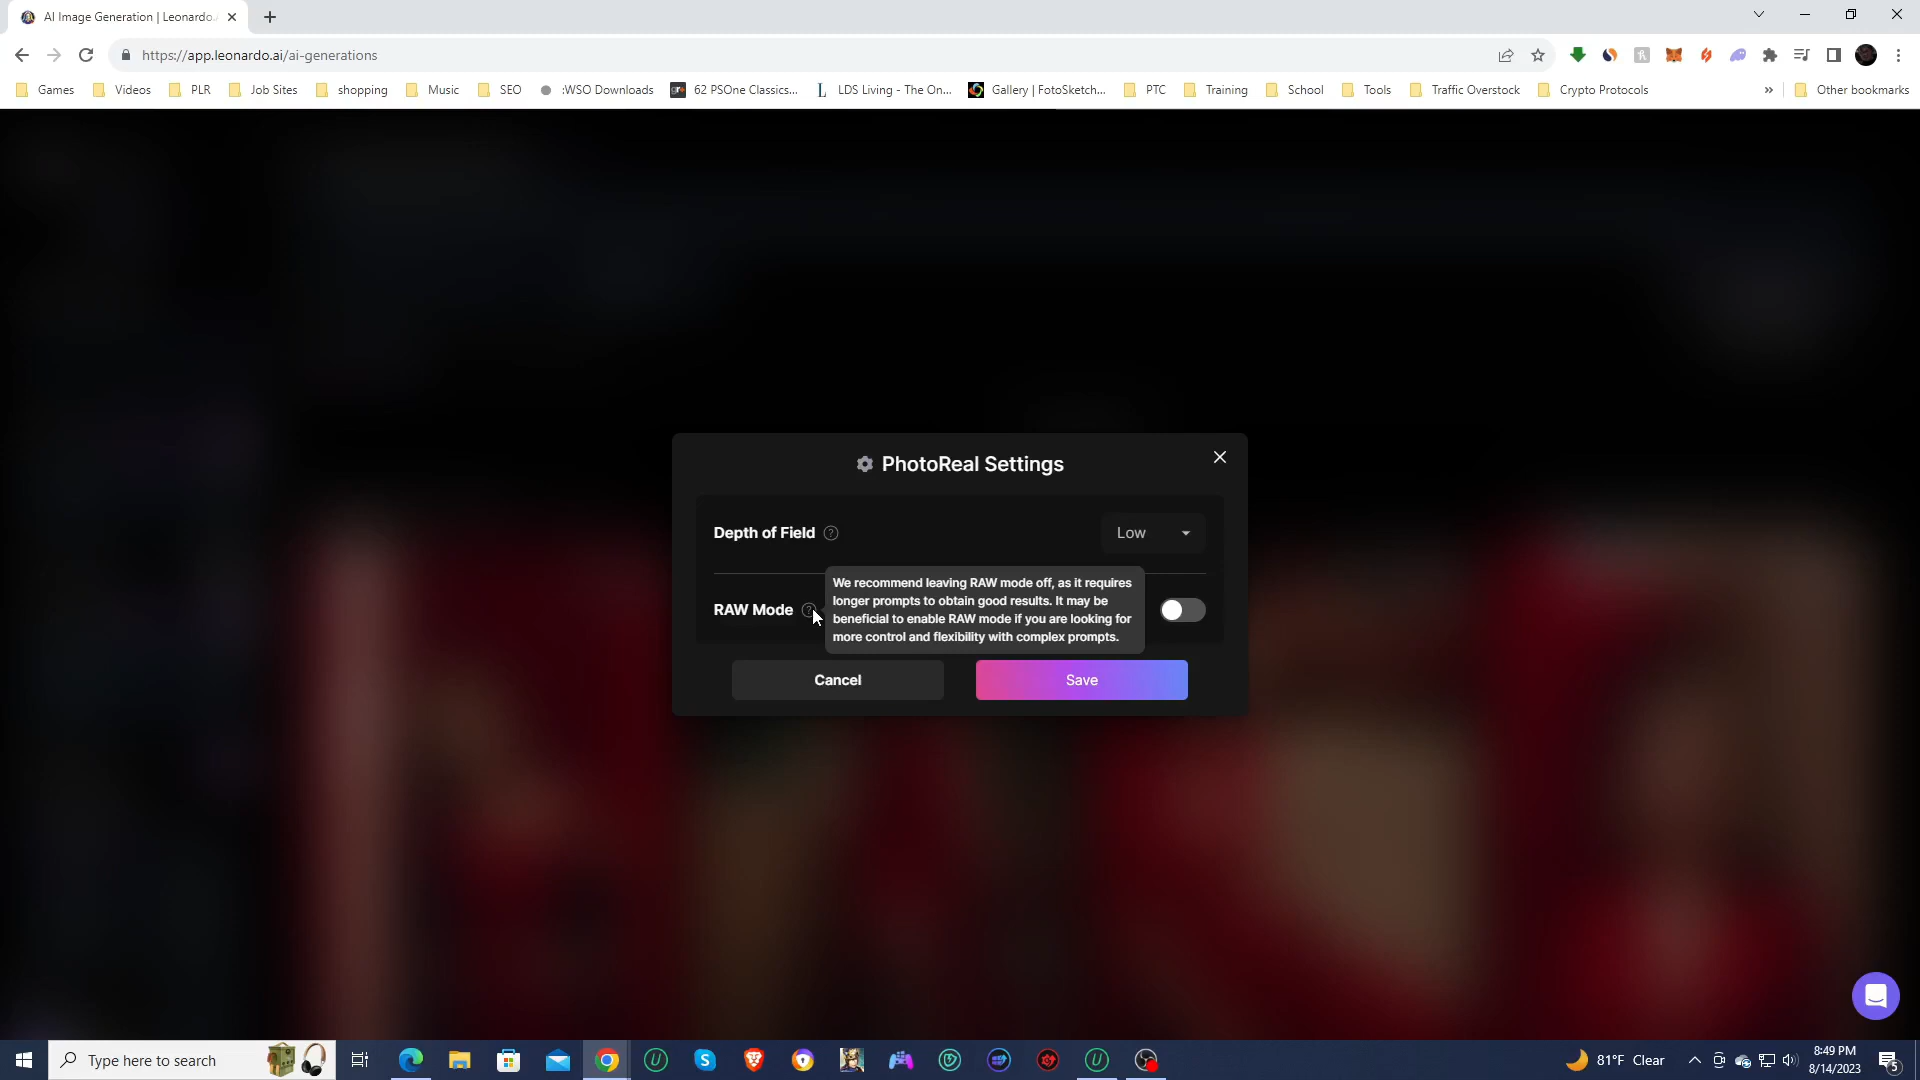 AI Image Generation | Leonardo.
https://app.leonardo.ai/ai-generations
Games
Videos
PLR
Job Sites
shopping
Music
SEO
:WSO Downloads
62 PSOne Classics...
LDS Living - The On...
Gallery | FotoSketch...
PTC
Training
School
Tools
Traffic Overstock
Crypto Protocols
»
Other bookmarks
PhotoReal Settings
Depth of Field ?
Low
RAW Mode ?
We recommend leaving RAW mode off, as it requires
longer prompts to obtain good results. It may be
beneficial to enable RAW mode if you are looking for
more control and flexibility with complex prompts.
Cancel
Save
Type here to search
81°F Clear
8:49 PM
8/14/2023
5